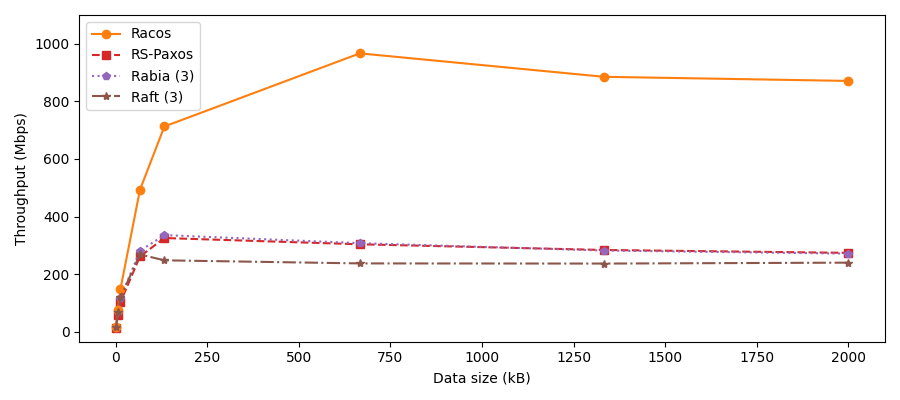 Racos
RS-Paxos
Rabia (3)
Raft (3)
Throughput (Mbps)
1000
800
600
400
200
0
0 250 500 750 1000 1250 1500 1750 2000
Data size (kB)